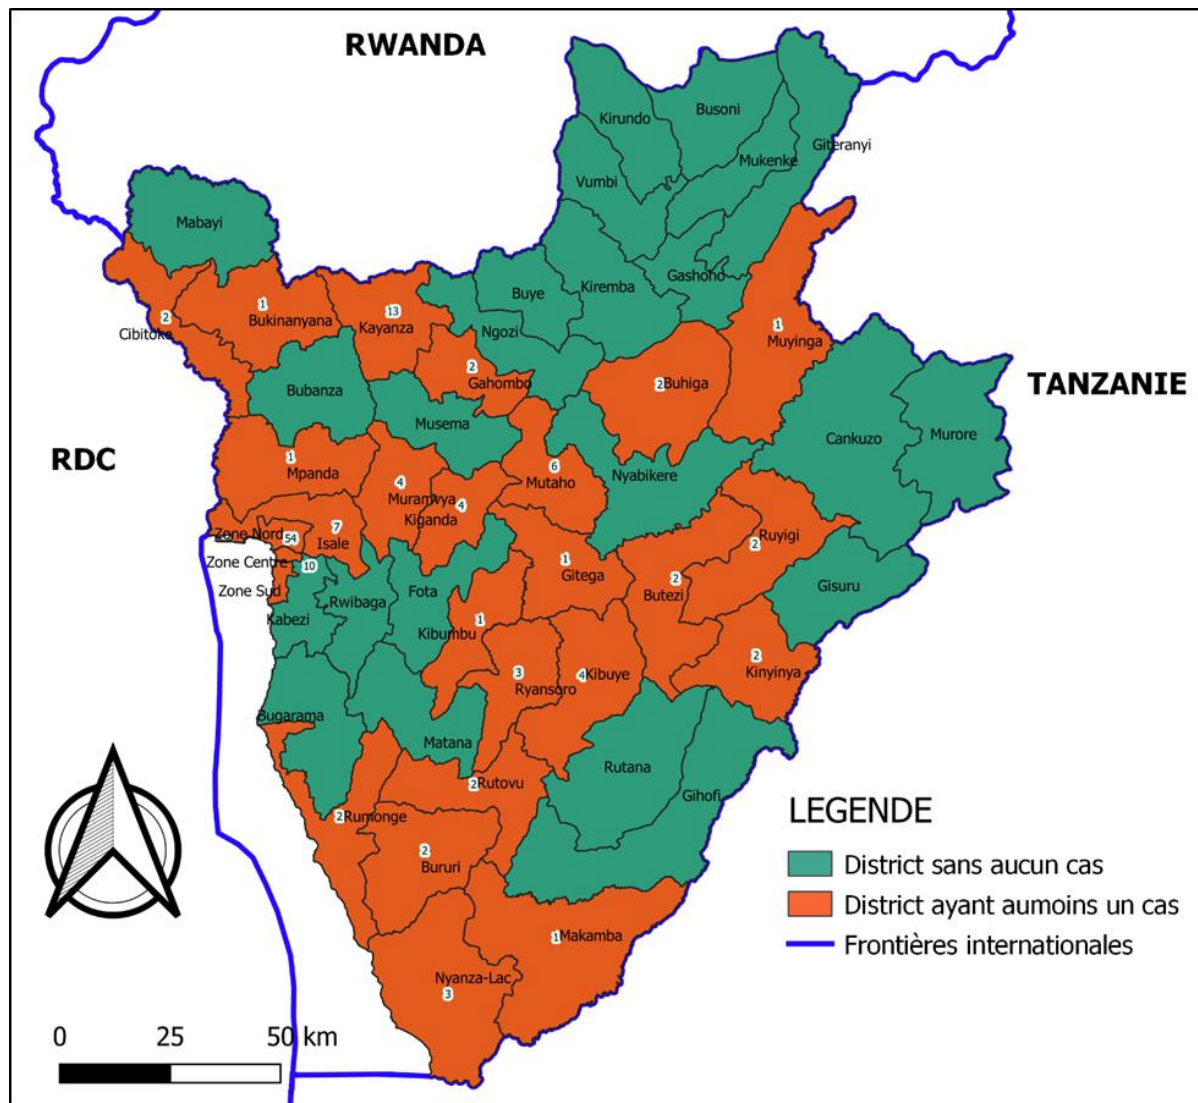 RWANDA
Busoni
Kirundo
Mukenke
Giteranyi
Vumbi
Mabayi
Gashoho
Kiremba
Buye
1
Bukinanyana
13
Kayanza
2
Cibitoke
Ngozi
1
Muyinga
2
Gahombo
2 Buhiga
TANZANIE
Bubanza
Musema
Cankuzo
Murore
RDC
1
Mpanda
6
Mutaho
Nyabikere
4
Muramvya
4
Kiganda
7
Isale
Zone Nord 54
Zone Centre
10
Zone Sud
Kabezi
Rwibaga
Fota
1
Gitega
2
Ruyigi
2
Butezi
Gisuru
1
Kibumbu
3
Ryansoro
4 Kibuye
2
Kinyinya
Bugarama
Matana
Rutana
Gihofi
2 Rutovu
2 Rumonge
2
Bururi
1 Makamba
Nyanza-Lac
3
LEGENDE
District sans aucun cas
District ayant aumoins un cas
Frontières internationales
0 25 50 km